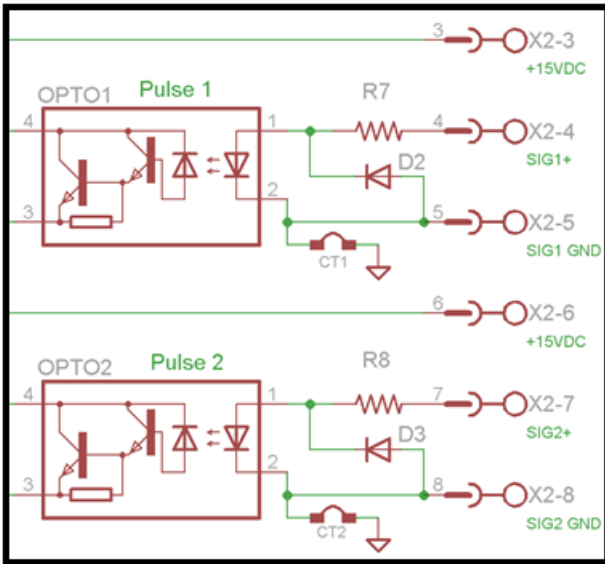 3 X2-3
+15VDC
OPTO1 Pulse 1 R7
4 1 4 X2-4
D2 SIG1+
2
3 5 X2-5
CT1 SIG1 GND
6 X2-6
+15VDC
OPTO2 Pulse 2 R8
4 1 7 X2-7
D3 SIG2+
2
3 8 X2-8
CT2 SIG2 GND